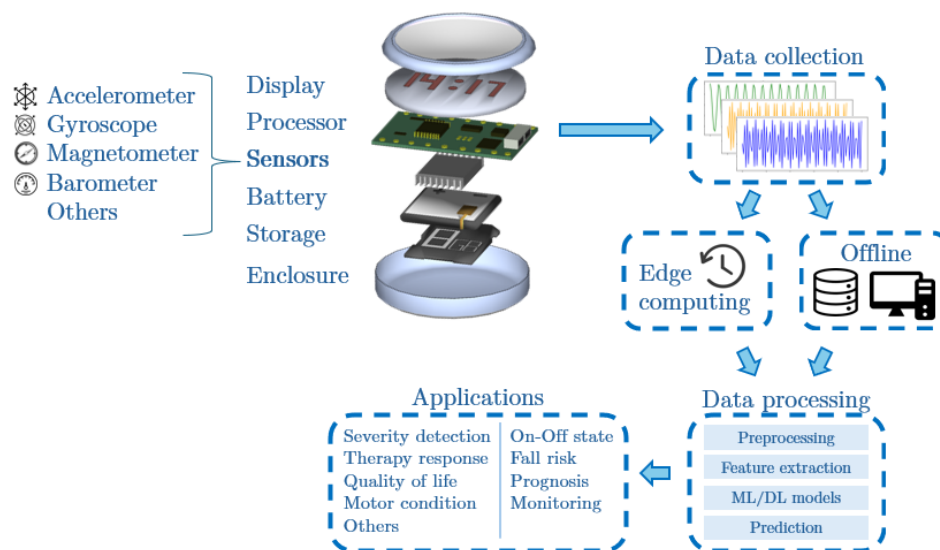 Accelerometer
Gyroscope
Magnetometer
Barometer
Others
Display
Processor
Sensors
Battery
Storage
Enclosure
14:17
Data collection
Edge
computing
Offline
Data processing
Preprocessing
Feature extraction
ML/DL models
Prediction
Applications
Severity detection
Therapy response
Quality of life
Motor condition
Others
On-Off state
Fall risk
Prognosis
Monitoring